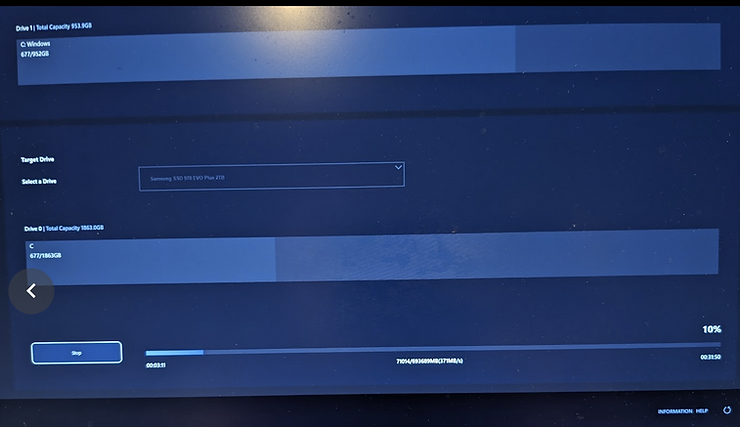 Drive 1 | Total Capacity 953.9GB
C: Windows
677/952GB
Target Drive
Select a Drive
Samsung SSD 970 EVO Plus 2TB
Drive 0 | Total Capacity 1863.0GB
C
677/1863GB
10%
Stop
00:03:11
71014/693689MB(371MB/s)
00:31:50
INFORMATION HELP